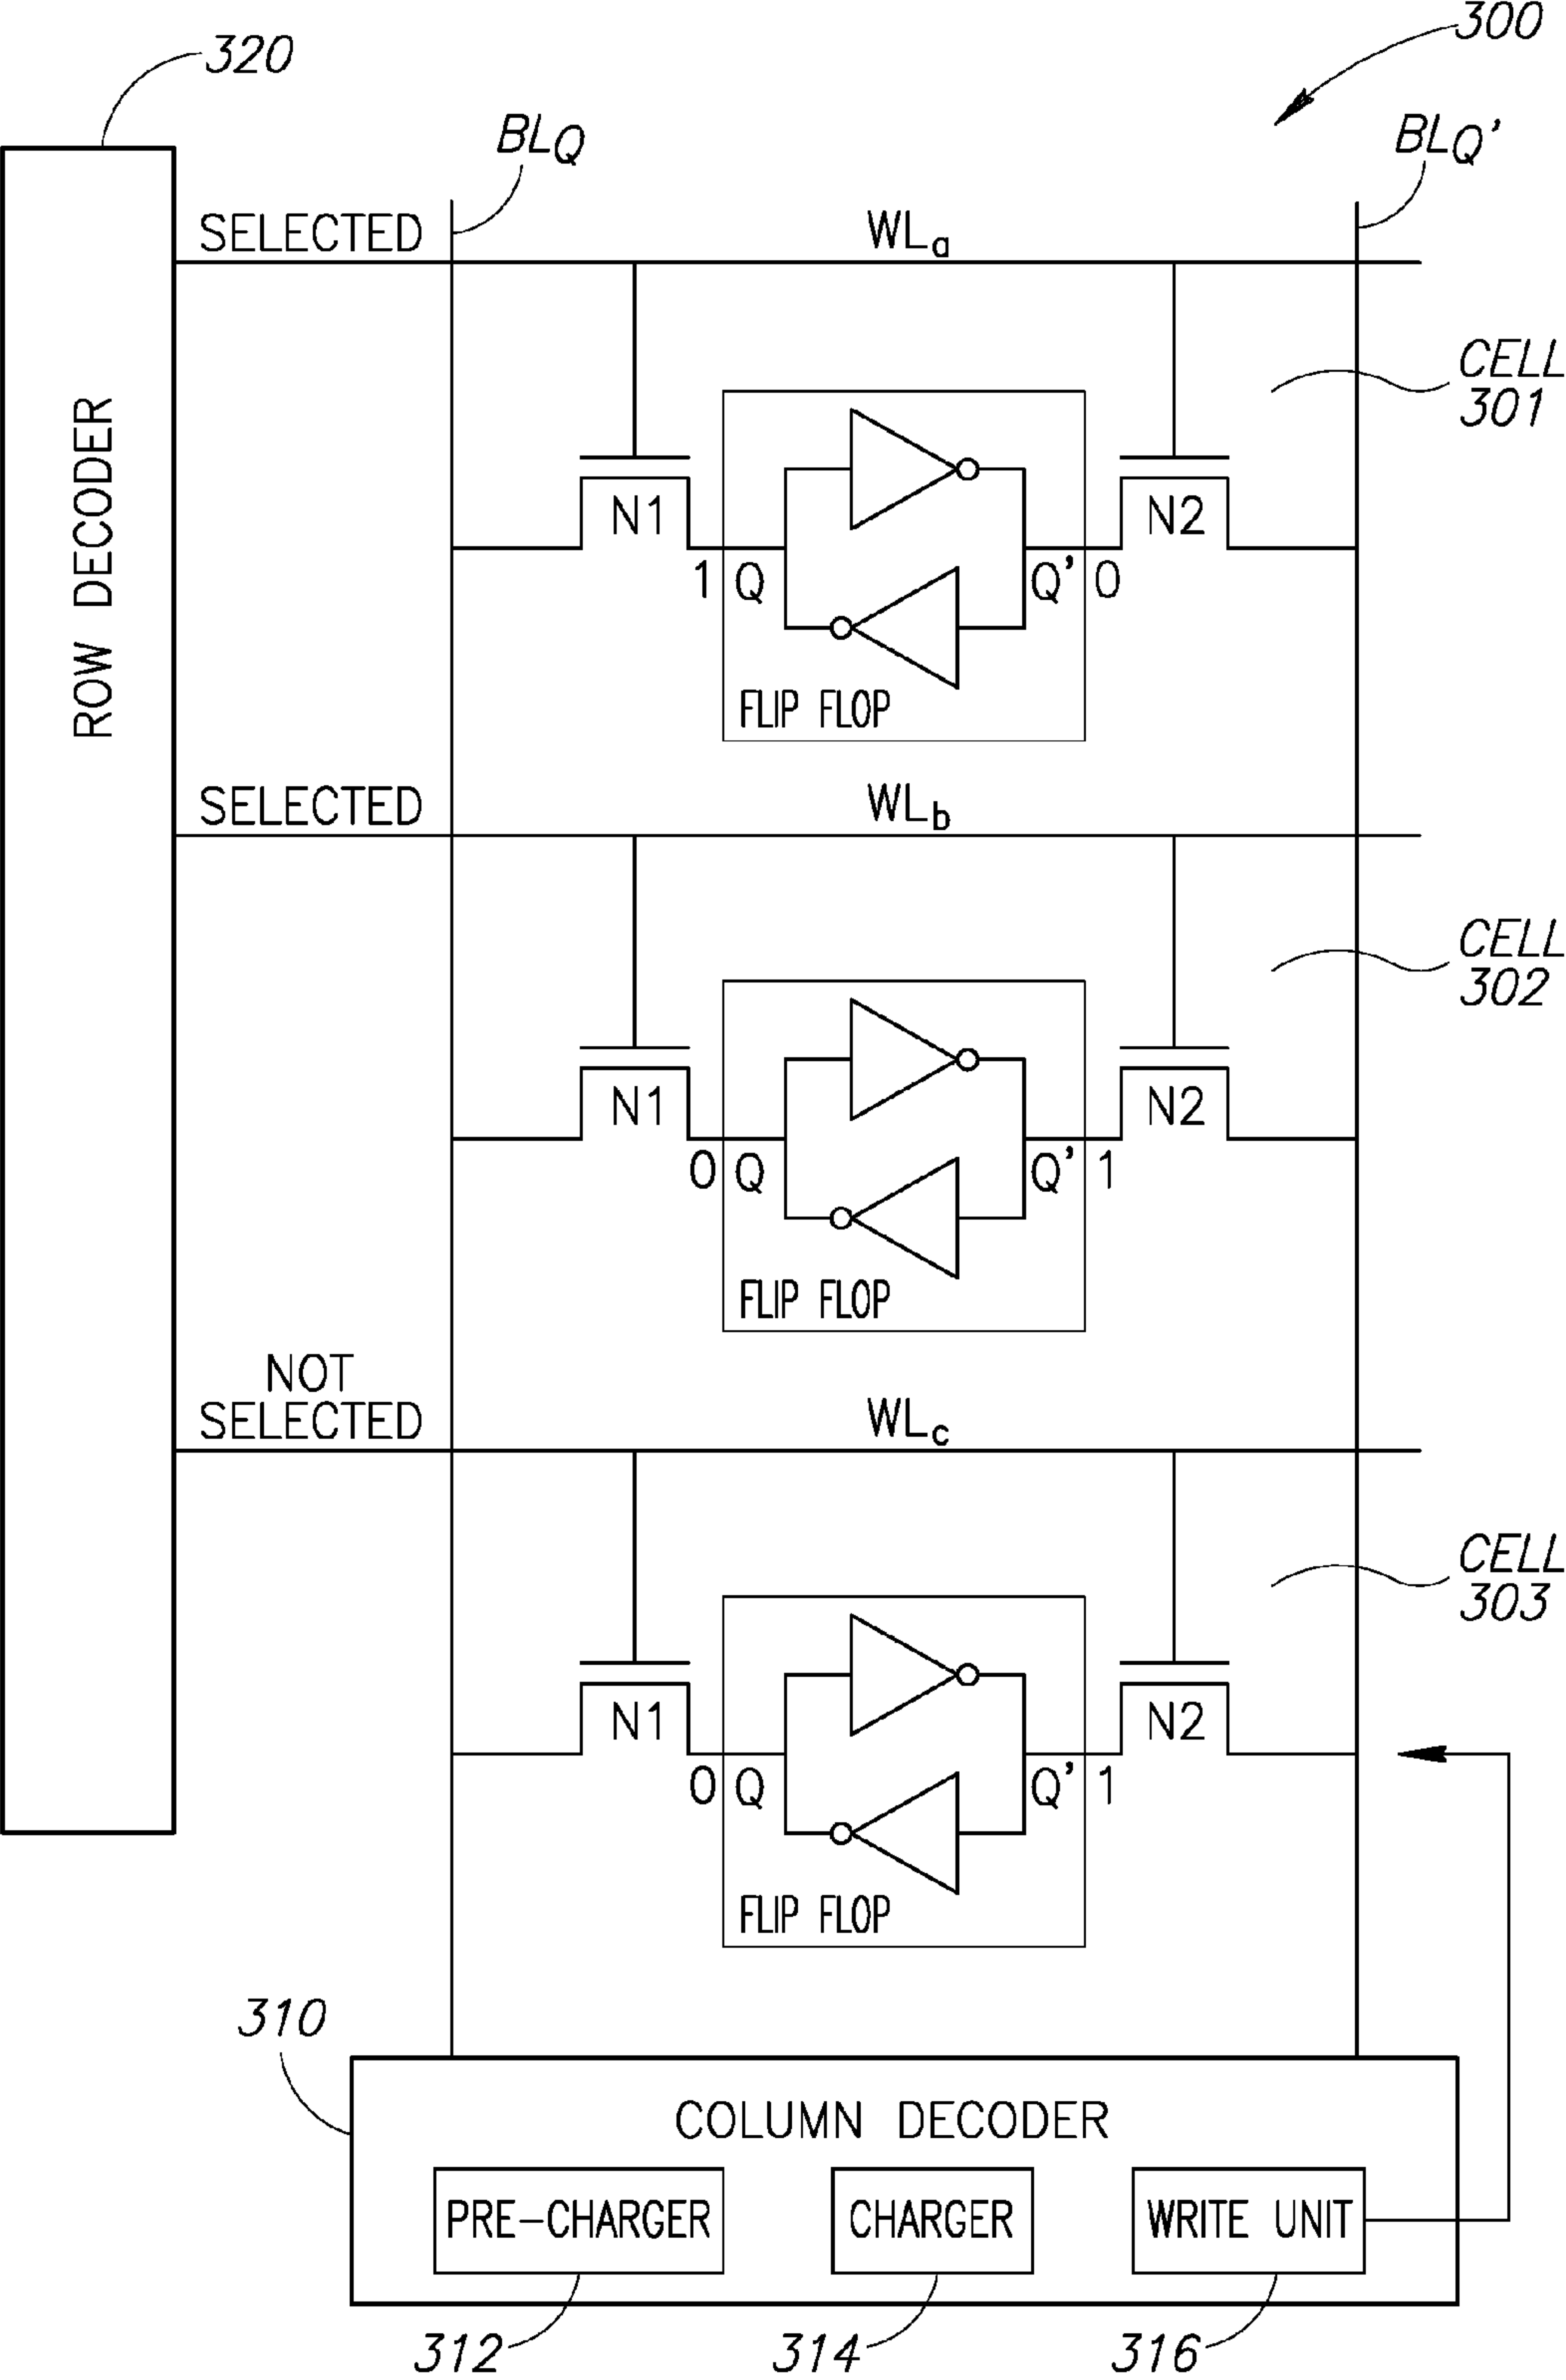 300
320
BLQ
BLQ'
SELECTED
WLa
CELL
301
ROW DECODER
N1
N2
1 Q
Q' 0
FLIP FLOP
SELECTED
WLb
CELL
302
N1
N2
0 Q
Q' 1
FLIP FLOP
NOT
SELECTED
WLc
CELL
303
N1
N2
0 Q
Q' 1
FLIP FLOP
310
COLUMN DECODER
PRE-CHARGER
CHARGER
WRITE UNIT
312
314
316